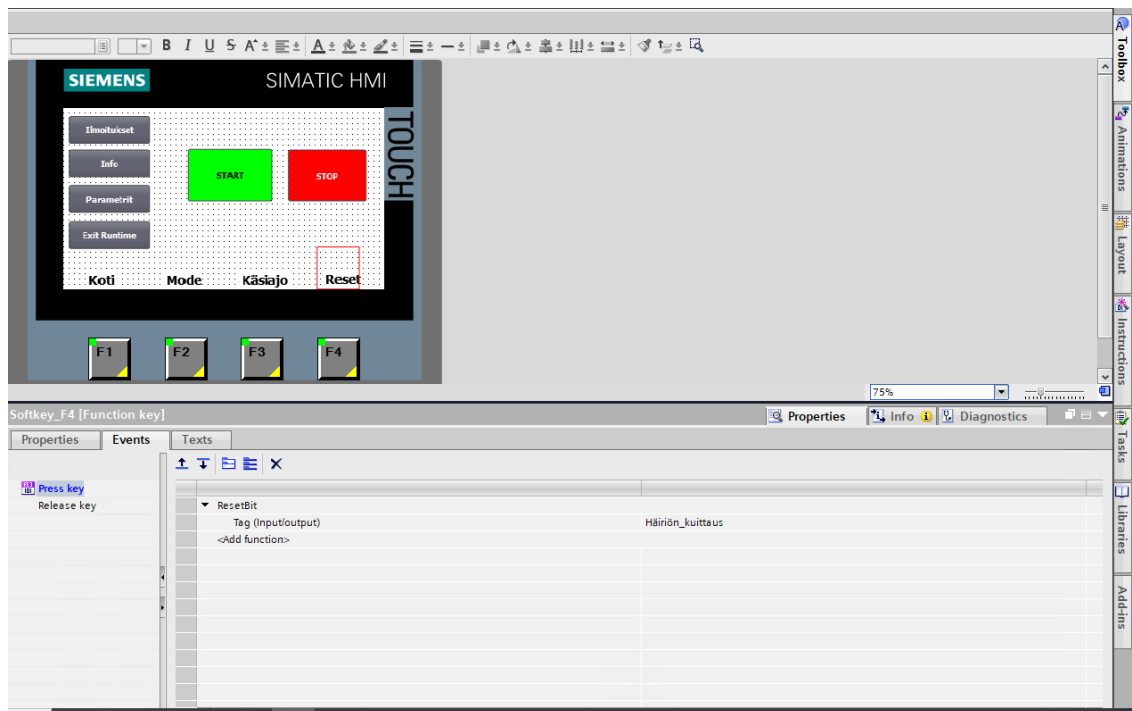 B I U S A
A
SIEMENS
SIMATIC HMI
TOUCH
Ilmoitukset
Info
START
STOP
Parametrit
Exit Runtime
Koti
Mode
Käsiajo
Reset
F1
F2
F3
F4
75%
Softkey_F4 [Function key]
Properties
Info
Diagnostics
Properties
Events
Texts
Press key
Release key
ResetBit
Tag (Input/output)
Häiriön_kuittaus
<Add function>
Toolbox
Animations
Layout
Instructions
Tasks
Libraries
Add-ins